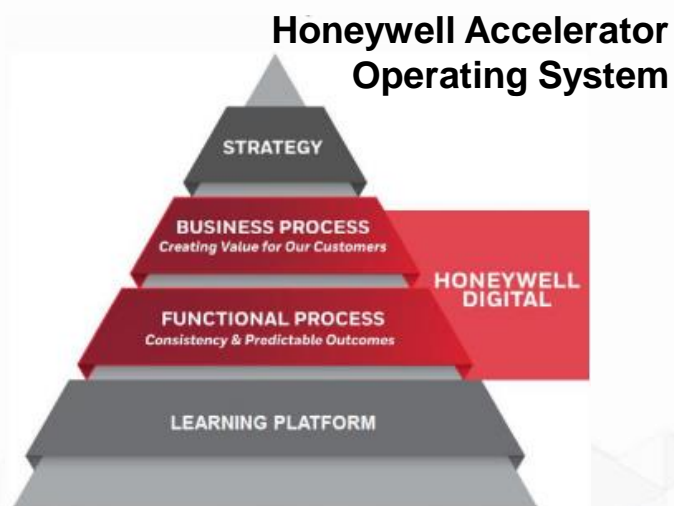 Honeywell Accelerator
Operating System
STRATEGY
BUSINESS PROCESS
Creating Value for Our Customers
HONEYWELL
DIGITAL
FUNCTIONAL PROCESS
Consistency & Predictable Outcomes
LEARNING PLATFORM